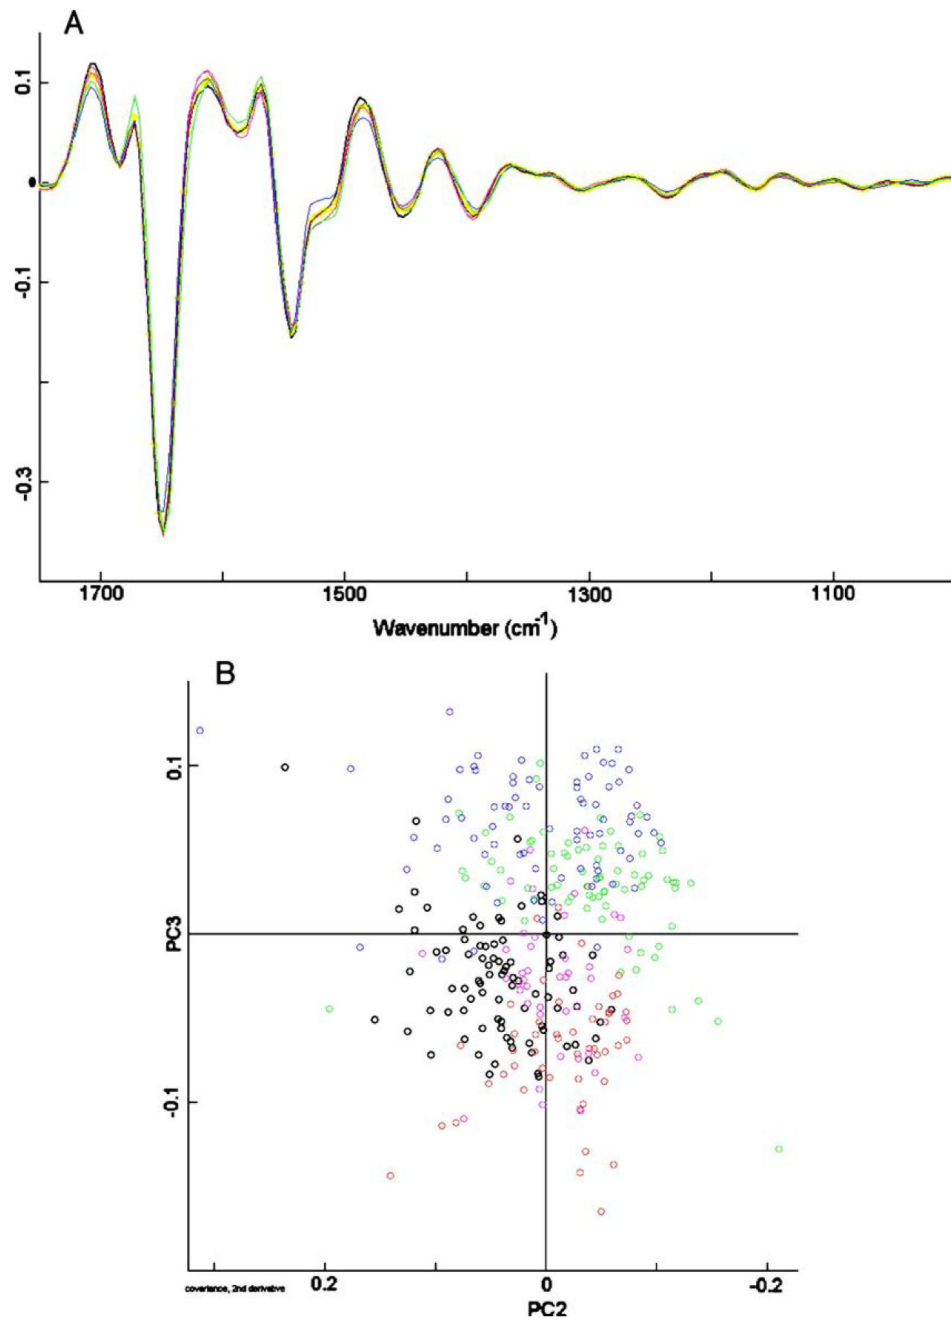 A
0.1
0
-0.1
-0.3
1700 1500 1300 1100
Wavenumber (cm-1)
B
0.1
PC3
-0.1
0.2 0 -0.2
covariance, 2nd derivative
PC2